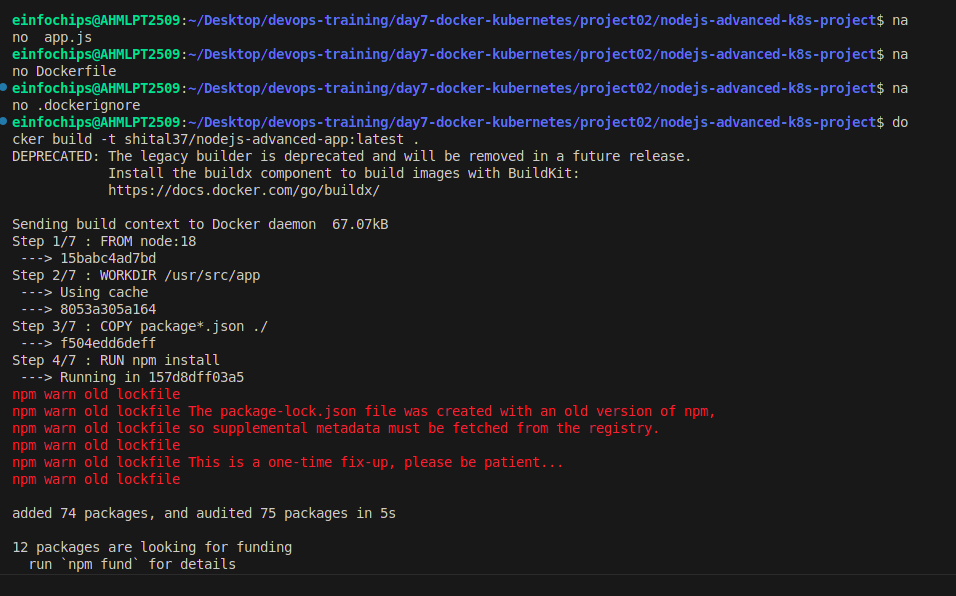 einfochips@AHMLPT2509:~/Desktop/devops-training/day7-docker-kubernetes/project02/nodejs-advanced-k8s-project$ na
no  app.js
einfochips@AHMLPT2509:~/Desktop/devops-training/day7-docker-kubernetes/project02/nodejs-advanced-k8s-project$ na
no Dockerfile
einfochips@AHMLPT2509:~/Desktop/devops-training/day7-docker-kubernetes/project02/nodejs-advanced-k8s-project$ na
no .dockerignore
einfochips@AHMLPT2509:~/Desktop/devops-training/day7-docker-kubernetes/project02/nodejs-advanced-k8s-project$ do
cker build -t shital37/nodejs-advanced-app:latest .
DEPRECATED: The legacy builder is deprecated and will be removed in a future release.
            Install the buildx component to build images with BuildKit:
            https://docs.docker.com/go/buildx/

Sending build context to Docker daemon  67.07kB
Step 1/7 : FROM node:18
 ---> 15babc4ad7bd
Step 2/7 : WORKDIR /usr/src/app
 ---> Using cache
 ---> 8053a305a164
Step 3/7 : COPY package*.json ./
 ---> f504edd6deff
Step 4/7 : RUN npm install
 ---> Running in 157d8dff03a5
npm warn old lockfile
npm warn old lockfile The package-lock.json file was created with an old version of npm,
npm warn old lockfile so supplemental metadata must be fetched from the registry.
npm warn old lockfile
npm warn old lockfile This is a one-time fix-up, please be patient...
npm warn old lockfile

added 74 packages, and audited 75 packages in 5s

12 packages are looking for funding
  run `npm fund` for details